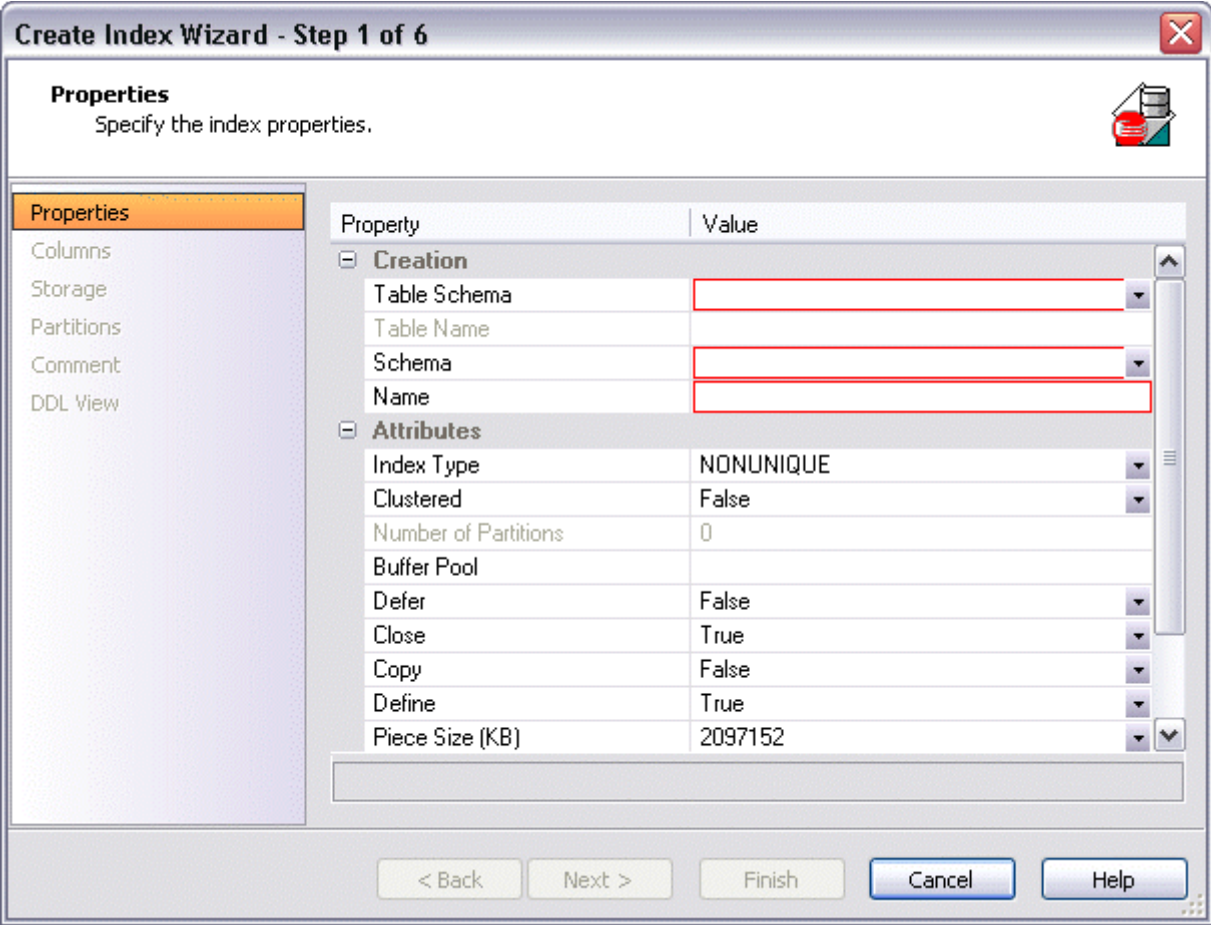 Create Index Wizard - Step 1 of 6
Properties
Specify the index properties.
Properties
Columns
Storage
Partitions
Comment
DDL View
Property Value
Creation
Table Schema
Table Name
Schema
Name
Attributes
Index Type NONUNIQUE
Clustered False
Number of Partitions 0
Buffer Pool
Defer False
Close True
Copy False
Define True
Piece Size (KB) 2097152
< Back Next > Finish Cancel Help